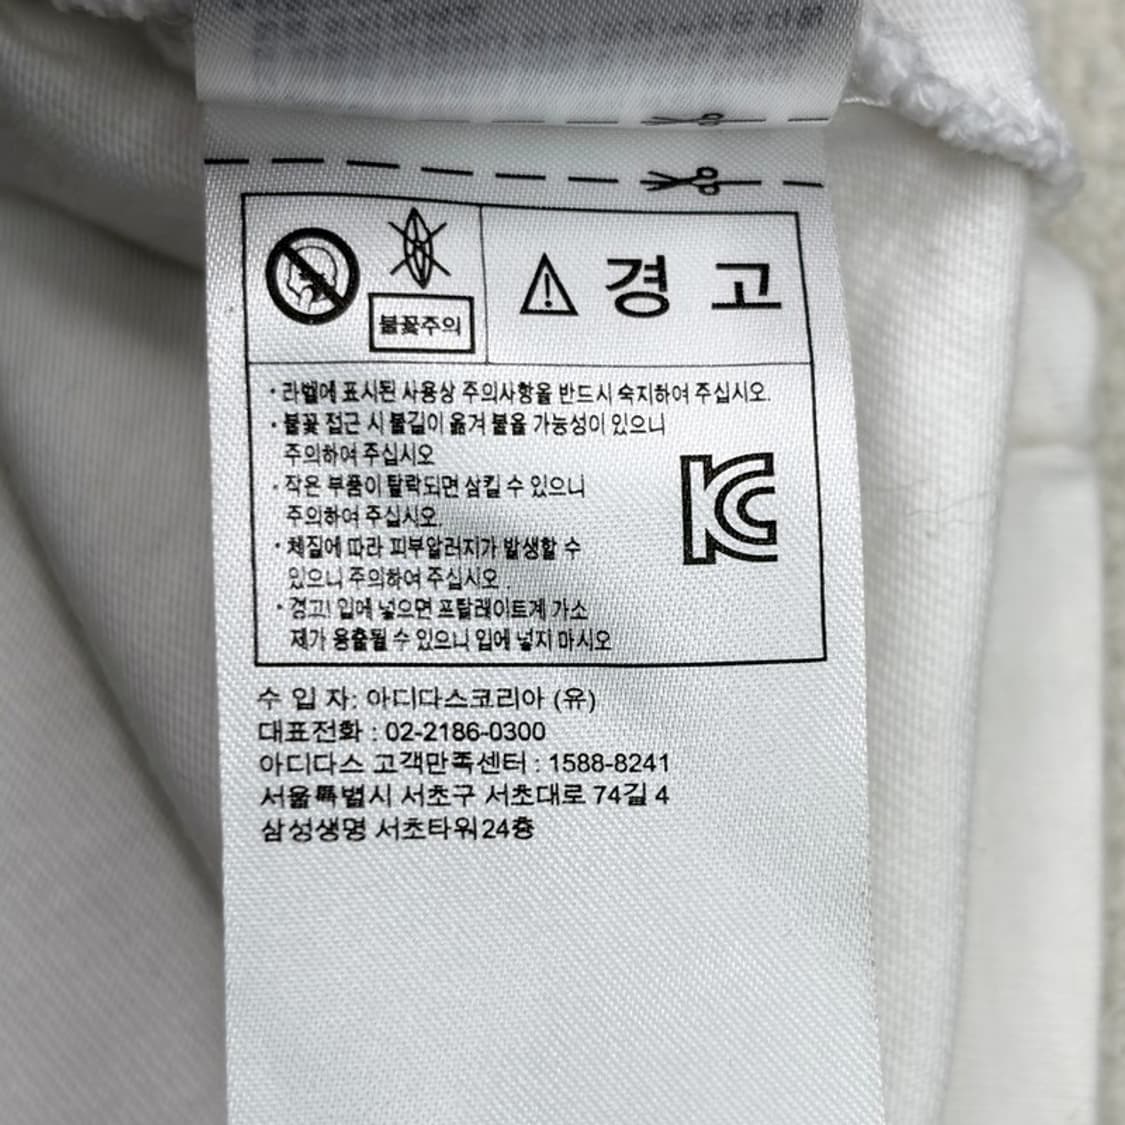 불꽃주의
경 고
· 라벨에 표시된 사용상 주의사항을 반드시 숙지하여 주십시오.
· 불꽃 접근 시 불길이 옮겨 붙을 가능성이 있으니
주의하여 주십시오
· 작은 부품이 탈락되면 삼킬 수 있으니
주의하여 주십시오.
· 체질에 따라 피부알러지가 발생할 수
있으니 주의하여 주십시오 .
· 경고! 입에 넣으면 프탈레이트계 가소
제가 용출될 수 있으니 입에 넣지 마시오
KC
수 입 자: 아디다스코리아 (유)
대표전화 : 02-2186-0300
아디다스 고객만족센터 : 1588-8241
서울특별시 서초구 서초대로 74길 4
삼성생명 서초타워24층